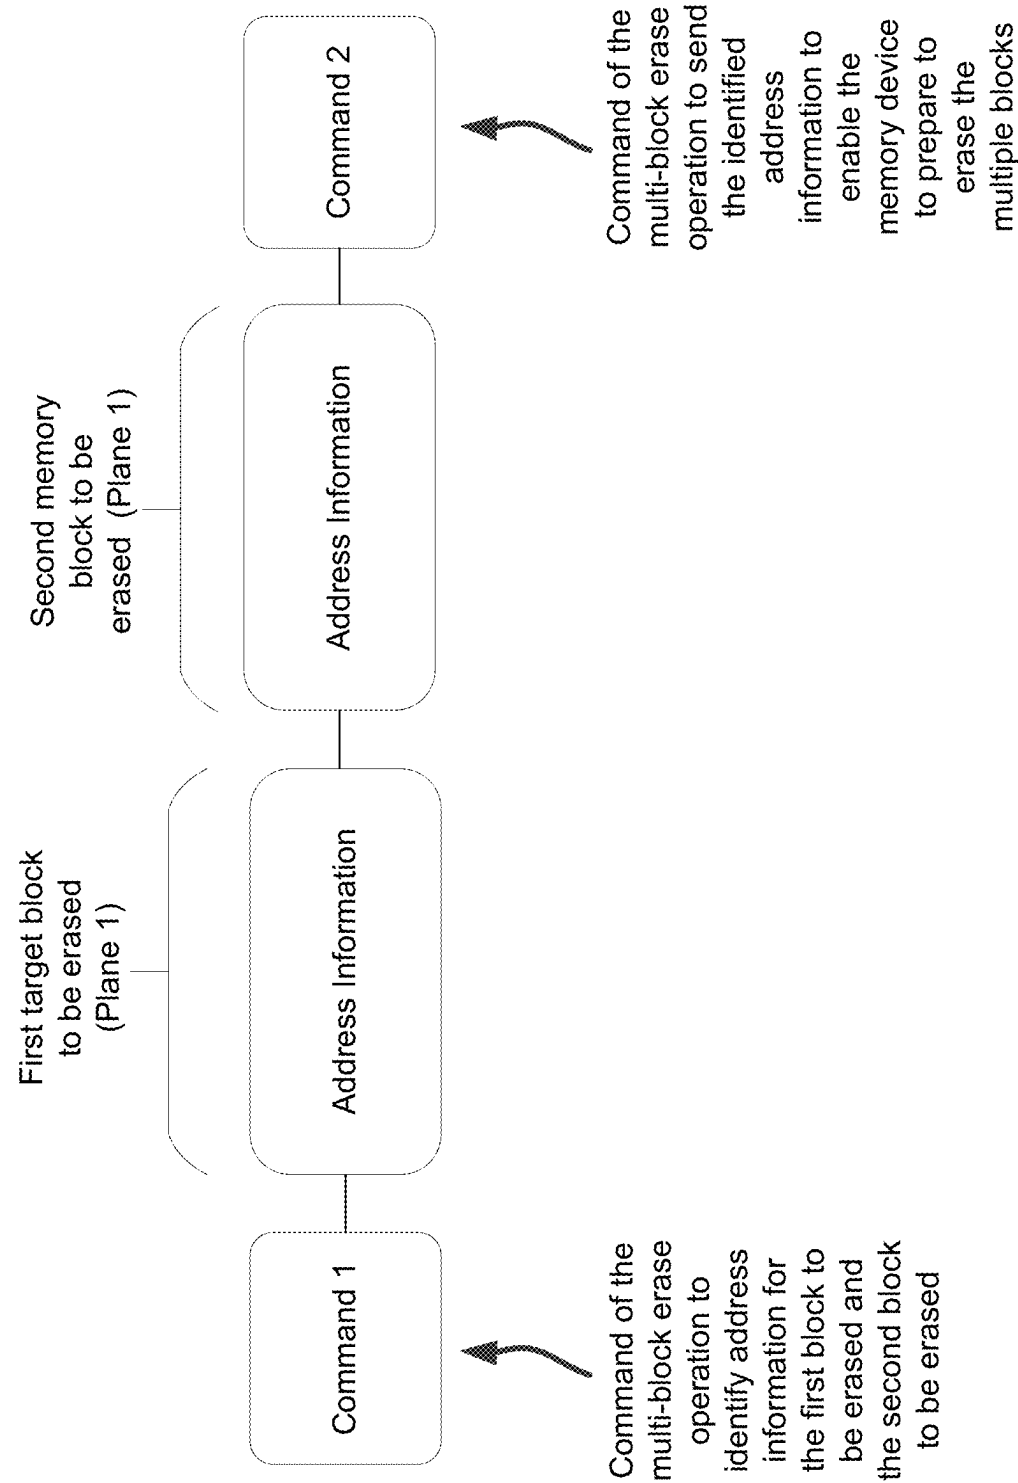 First target block
to be erased
(Plane 1)
Second memory
block to be
erased (Plane 1)
Command 1
Address Information
Address Information
Command 2
Command of the
multi-block erase
operation to
identify address
information for
the first block to
be erased and
the second block
to be erased
Command of the
multi-block erase
operation to send
the identified
address
information to
enable the
memory device
to prepare to
erase the
multiple blocks